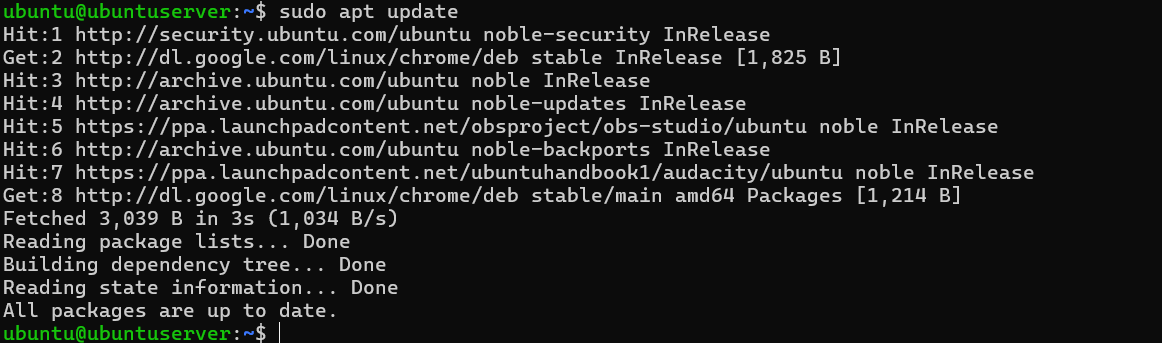 ubuntu@ubuntuserver:~$ sudo apt update
Hit:1 http://security.ubuntu.com/ubuntu noble-security InRelease
Get:2 http://dl.google.com/linux/chrome/deb stable InRelease [1,825 B]
Hit:3 http://archive.ubuntu.com/ubuntu noble InRelease
Hit:4 http://archive.ubuntu.com/ubuntu noble-updates InRelease
Hit:5 https://ppa.launchpadcontent.net/obsproject/obs-studio/ubuntu noble InRelease
Hit:6 http://archive.ubuntu.com/ubuntu noble-backports InRelease
Hit:7 https://ppa.launchpadcontent.net/ubuntuhandbook1/audacity/ubuntu noble InRelease
Get:8 http://dl.google.com/linux/chrome/deb stable/main amd64 Packages [1,214 B]
Fetched 3,039 B in 3s (1,034 B/s)
Reading package lists... Done
Building dependency tree... Done
Reading state information... Done
All packages are up to date.
ubuntu@ubuntuserver:~$